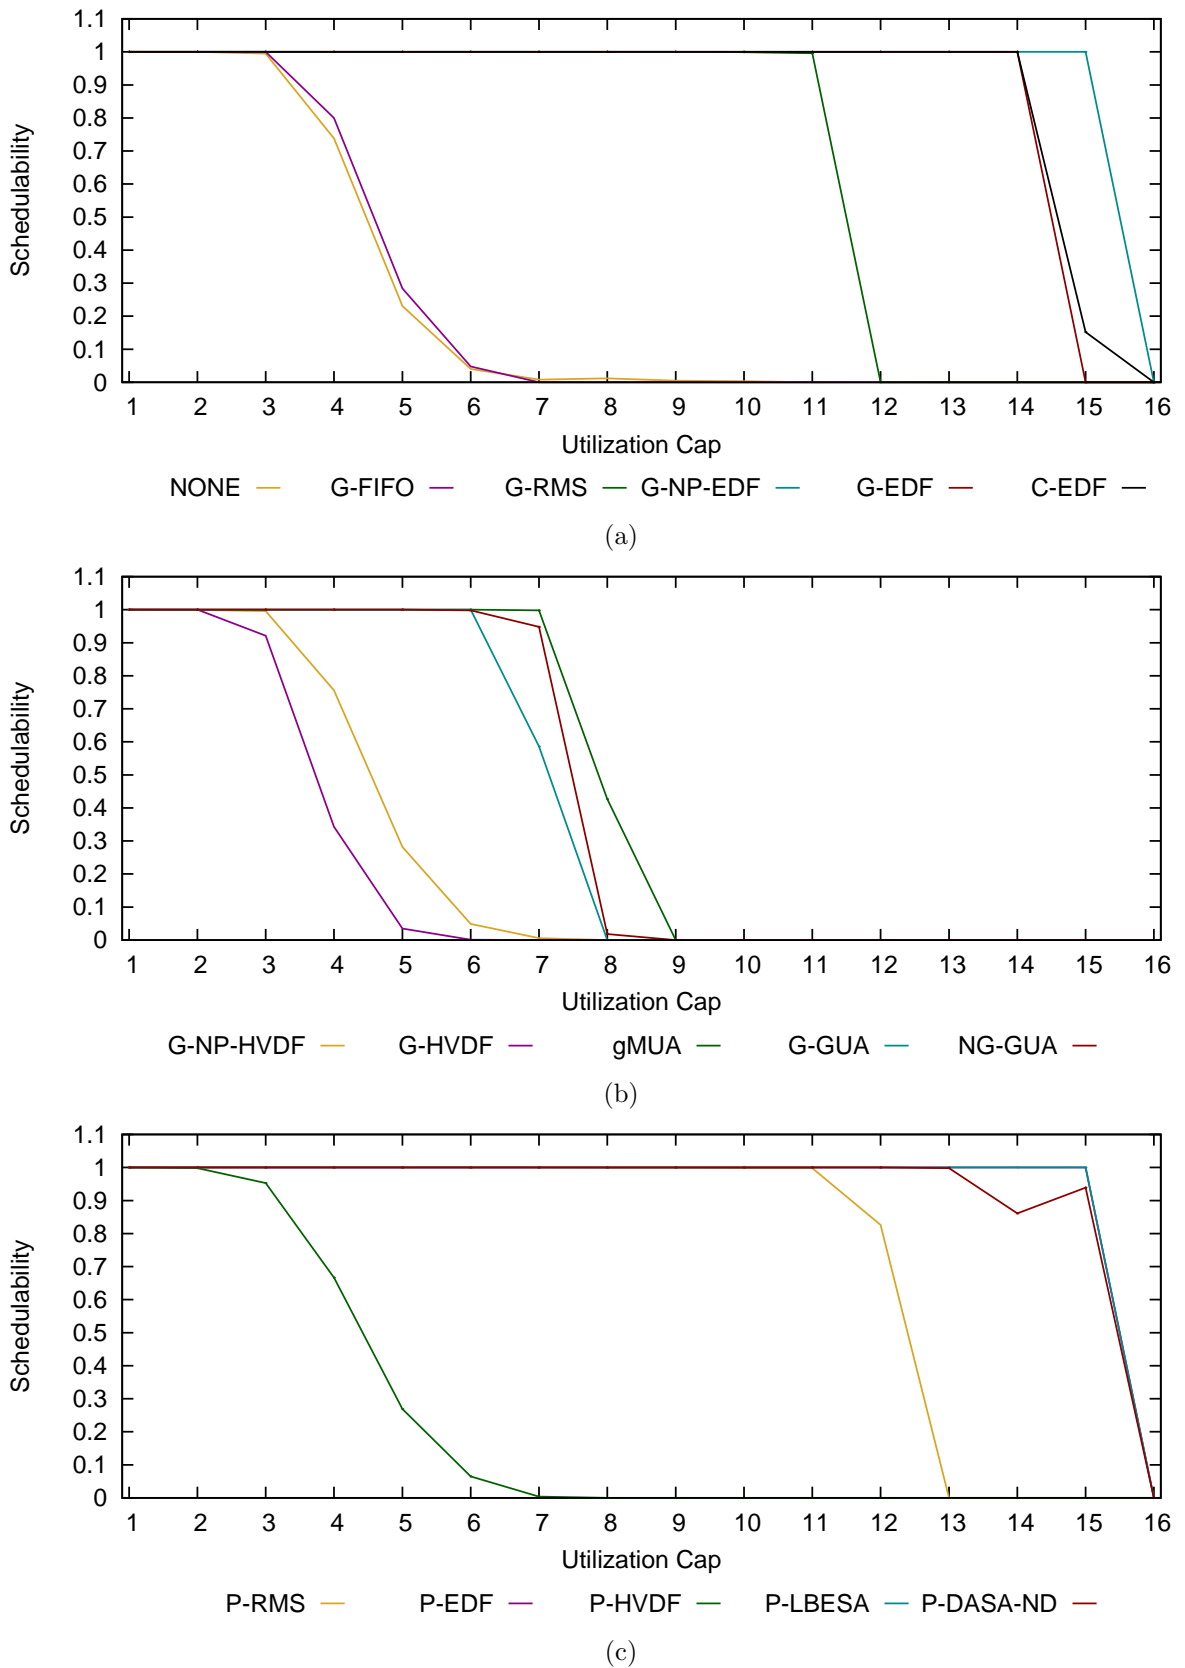 1.1
1
0.9
0.8
0.7
0.6
0.5
0.4
0.3
0.2
0.1
0
Schedulability
1 2 3 4 5 6 7 8 9 10 11 12 13 14 15 16
Utilization Cap
NONE G-FIFO G-RMS G-NP-EDF G-EDF C-EDF
(a)
1.1
1
0.9
0.8
0.7
0.6
0.5
0.4
0.3
0.2
0.1
0
Schedulability
1 2 3 4 5 6 7 8 9 10 11 12 13 14 15 16
Utilization Cap
G-NP-HVDF G-HVDF gMUA G-GUA NG-GUA
(b)
1.1
1
0.9
0.8
0.7
0.6
0.5
0.4
0.3
0.2
0.1
0
Schedulability
1 2 3 4 5 6 7 8 9 10 11 12 13 14 15 16
Utilization Cap
P-RMS P-EDF P-HVDF P-LBESA P-DASA-ND
(c)